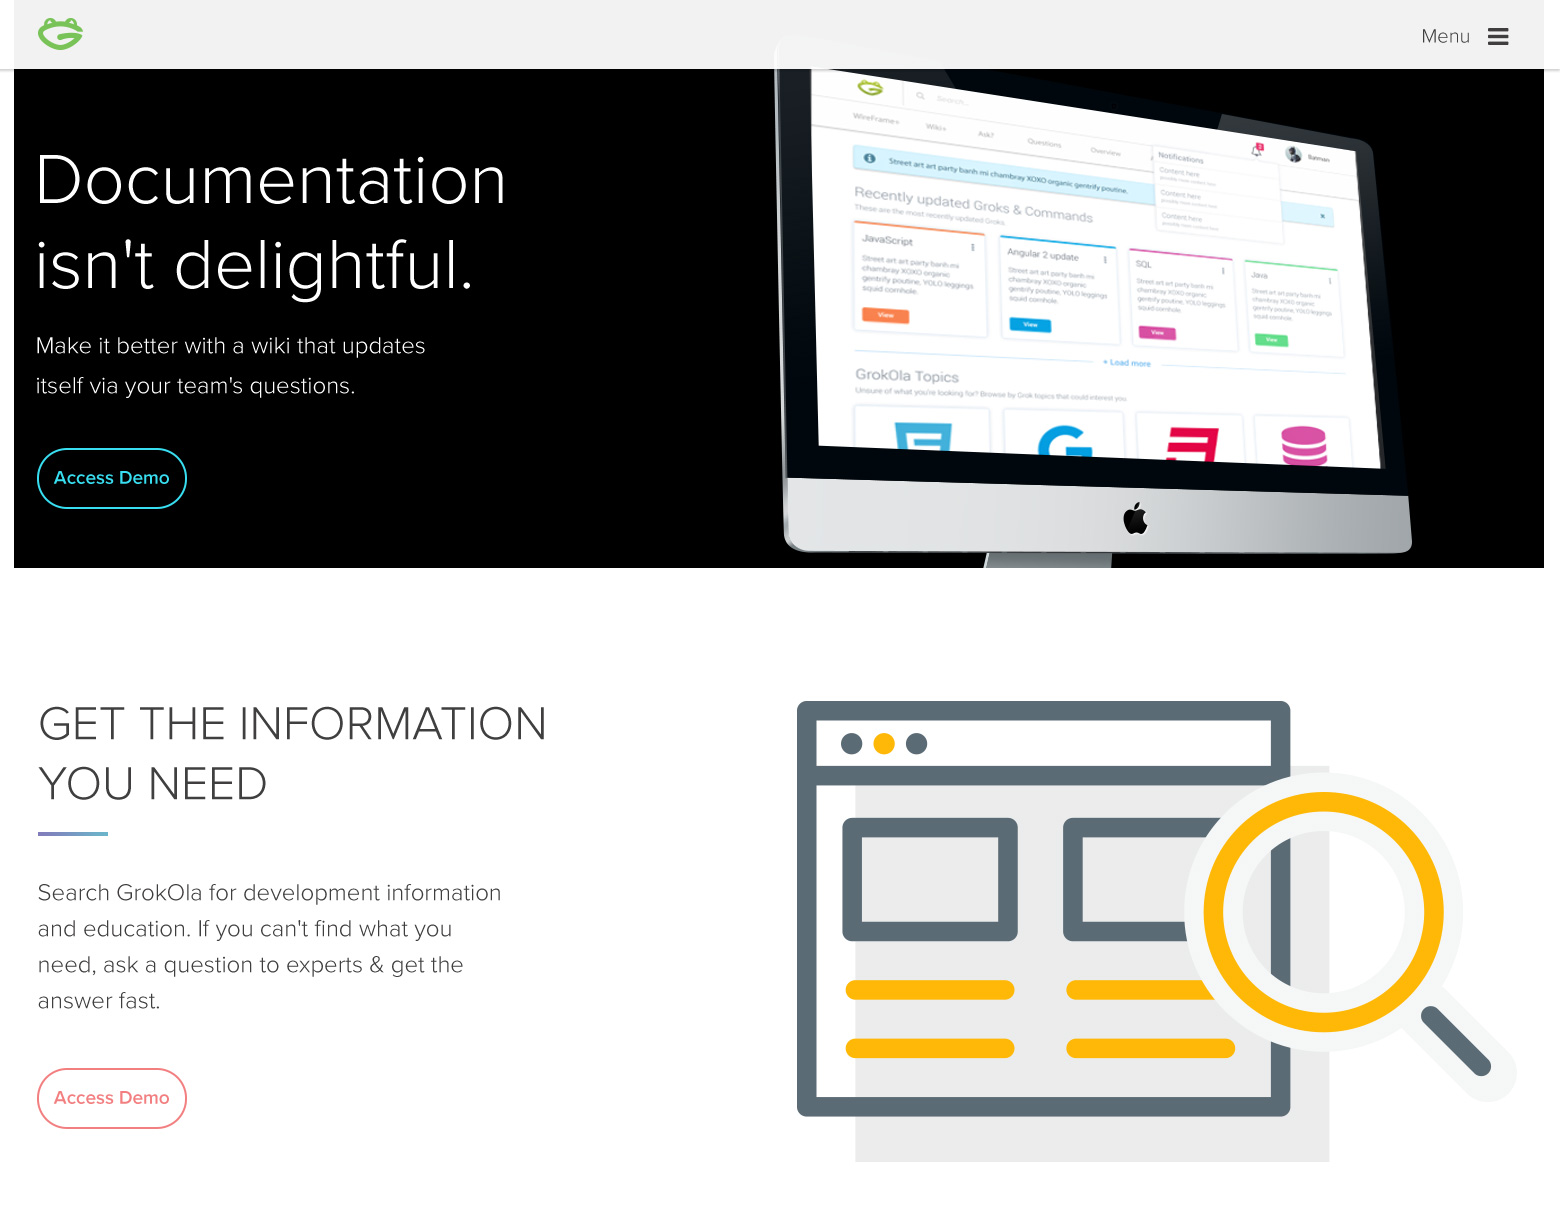 Menu
Documentation
isn't delightful.
Make it better with a wiki that updates
itself via your team's questions.
Access Demo
Search...
WireFrame+ Wiki+ Ask? Questions Overview
Batman
Notifications
Content here
Content here
Content here
Street art art party banh mi chambray XOXO organic gentrify poutine.
Recently updated Groks & Commands
These are the most recently updated Groks.
JavaScript
Street art art party banh mi
chambray XOXO organic
gentrify poutine, YOLO leggings
squid cornhole.
View
Angular 2 update
Street art art party banh mi
chambray XOXO organic
gentrify poutine, YOLO leggings
squid cornhole.
View
SQL
Street art art party banh mi
chambray XOXO organic
gentrify poutine, YOLO leggings
squid cornhole.
View
Java
Street art art party banh mi
chambray XOXO organic
gentrify poutine, YOLO leggings
squid cornhole.
View
+ Load more
GrokOla Topics
Unsure of what you're looking for? Browse by Grok topics that could interest you
GET THE INFORMATION
YOU NEED
Search GrokOla for development information
and education. If you can't find what you
need, ask a question to experts & get the
answer fast.
Access Demo